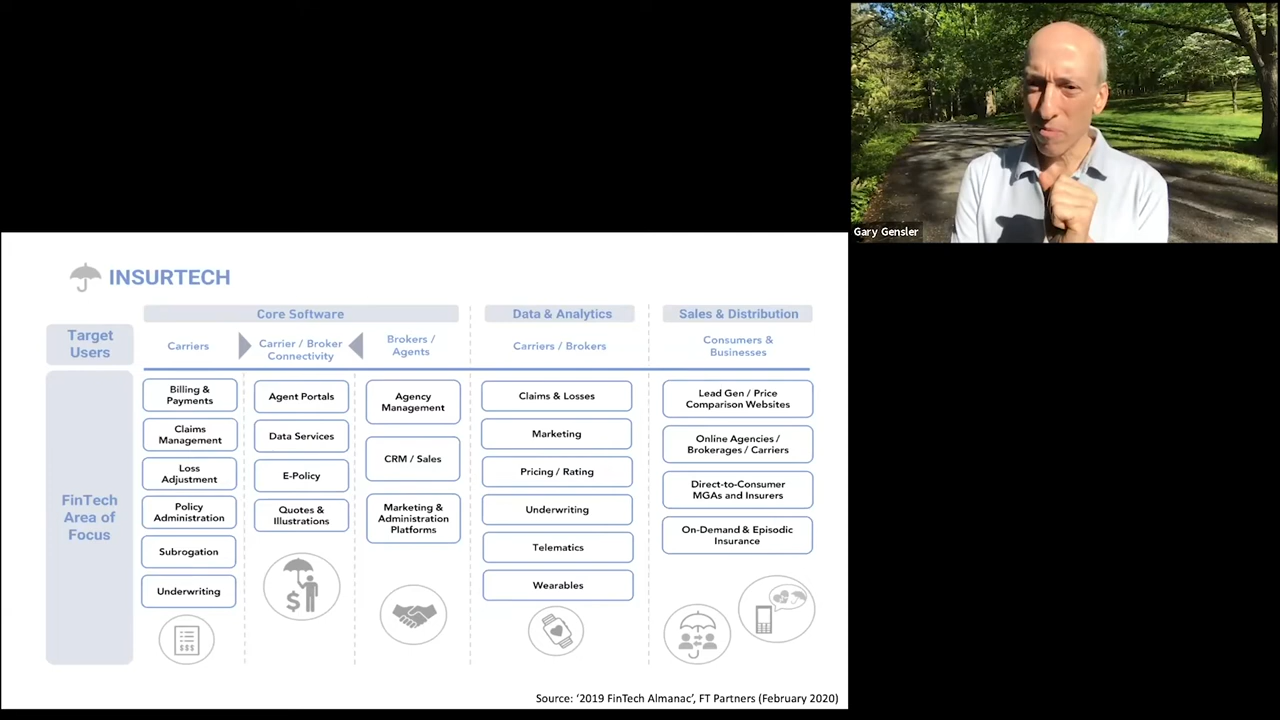 Gary Gensler
INSURTECH
Core Software
Data & Analytics
Sales & Distribution
Target
Users
Carriers
Carrier / Broker
Connectivity
Brokers /
Agents
Carriers / Brokers
Consumers &
Businesses
FinTech
Area of
Focus
Billing &
Payments
Claims
Management
Loss
Adjustment
Policy
Administration
Subrogation
Underwriting
$$$
Agent Portals
Data Services
E-Policy
Quotes &
Illustrations
$
Agency
Management
CRM / Sales
Marketing &
Administration
Platforms
Claims & Losses
Marketing
Pricing / Rating
Underwriting
Telematics
Wearables
Lead Gen / Price
Comparison Websites
Online Agencies /
Brokerages / Carriers
Direct-to-Consumer
MGAs and Insurers
On-Demand & Episodic
Insurance
Source: ‘2019 FinTech Almanac’, FT Partners (February 2020)